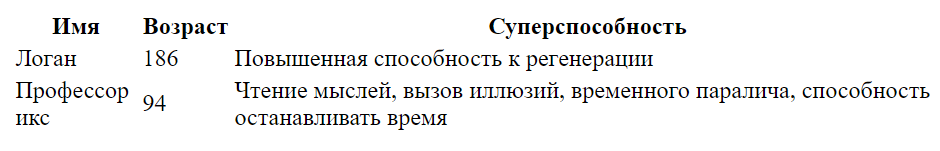 Имя Возраст Суперспособность
Логан 186 Повышенная способность к регенерации
Профессор икс 94 Чтение мыслей, вызов иллюзий, временного паралича, способность останавливать время